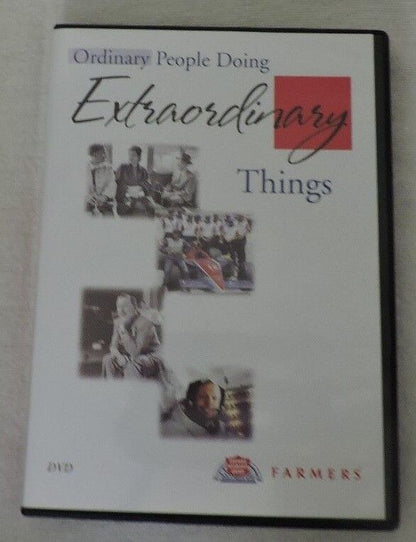 Ordinary People Doing
Extraordinary
Things
DVD
FARMERS